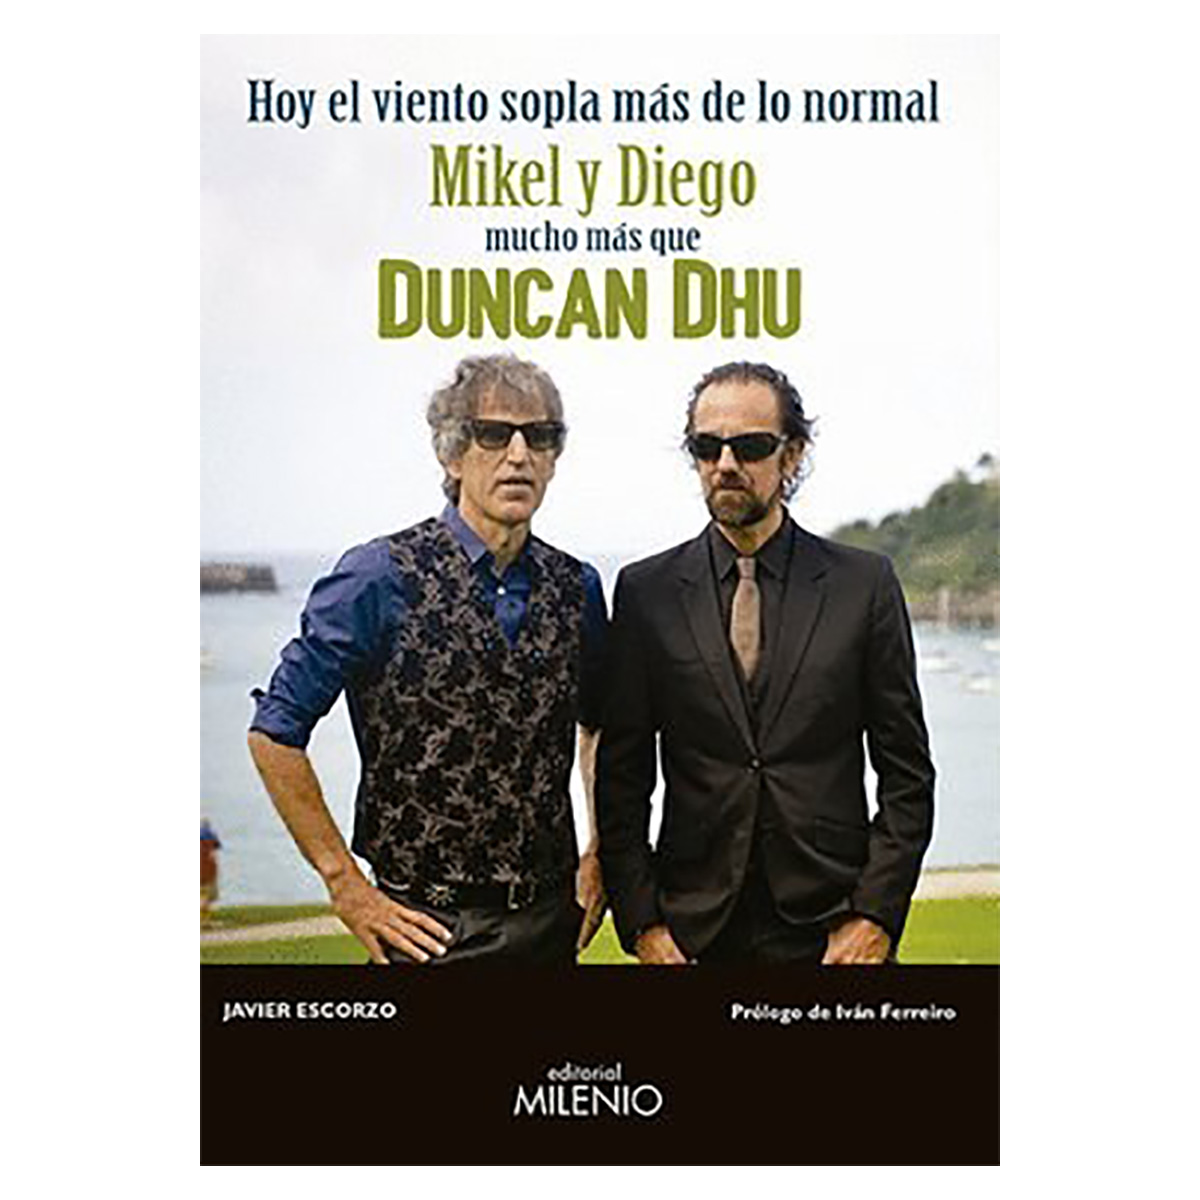 Hoy el viento sopla más de lo normal
Mikel y Diego
mucho más que
DUNCAN DHU
JAVIER ESCORZO
Prólogo de Iván Ferreiro
editorial
MILENIO